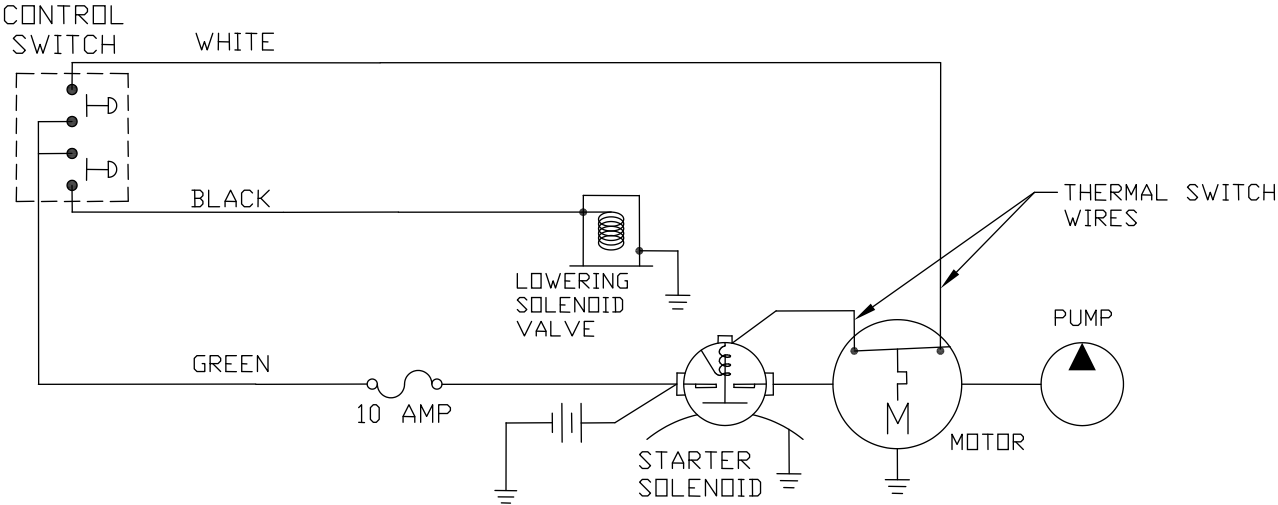 CONTROL
SWITCH
WHITE
BLACK
THERMAL SWITCH
WIRES
LOWERING
SOLENOID
VALVE
PUMP
GREEN
10 AMP
M
MOTOR
STARTER
SOLENOID